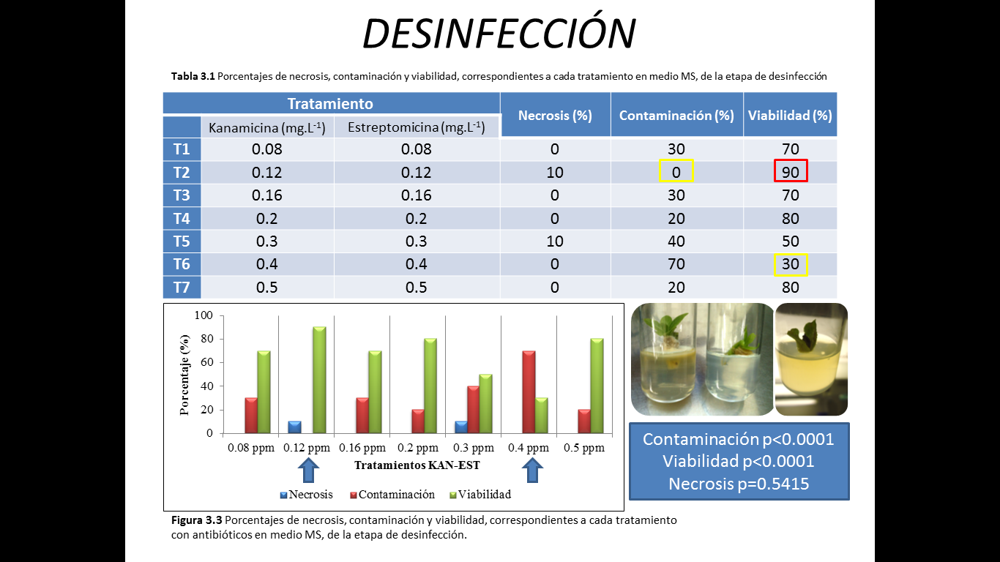 DESINFECCIÓN
Tabla 3.1 Porcentajes de necrosis, contaminación y viabilidad, correspondientes a cada tratamiento en medio MS, de la etapa de desinfección
Tratamiento Necrosis (%) Contaminación (%) Viabilidad (%)
Kanamicina (mg.L-1) Estreptomicina (mg.L-1)
T1 0.08 0.08 0 30 70
T2 0.12 0.12 10 0 90
T3 0.16 0.16 0 30 70
T4 0.2 0.2 0 20 80
T5 0.3 0.3 10 40 50
T6 0.4 0.4 0 70 30
T7 0.5 0.5 0 20 80
100
80
60
40
20
0
Porcentaje (%)
0.08 ppm 0.12 ppm 0.16 ppm 0.2 ppm 0.3 ppm 0.4 ppm 0.5 ppm
Tratamientos KAN-EST
Necrosis Contaminación Viabilidad
Contaminación p<0.0001
Viabilidad p<0.0001
Necrosis p=0.5415
Figura 3.3 Porcentajes de necrosis, contaminación y viabilidad, correspondientes a cada tratamiento
con antibióticos en medio MS, de la etapa de desinfección.